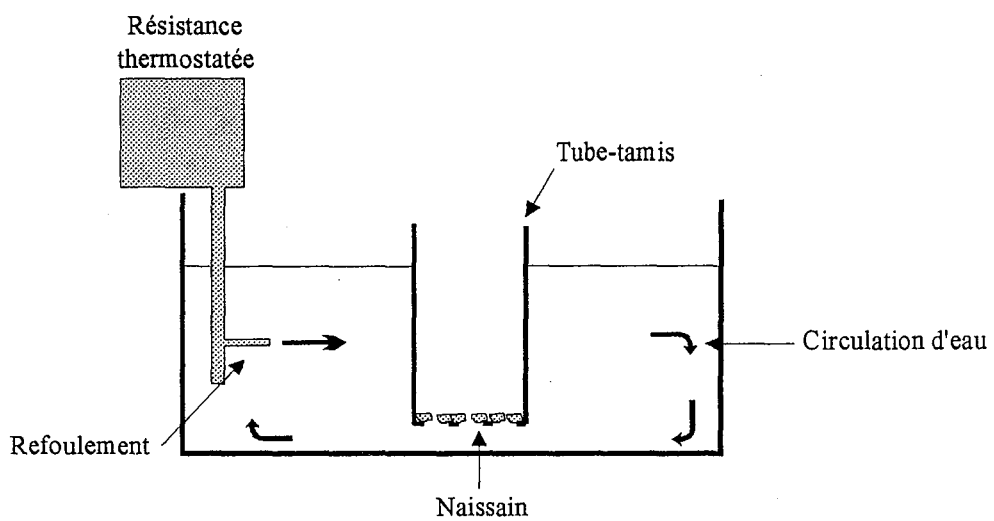 Résistance
thermostatée
Tube-tamis
Circulation d'eau
Refoulement
Naissain